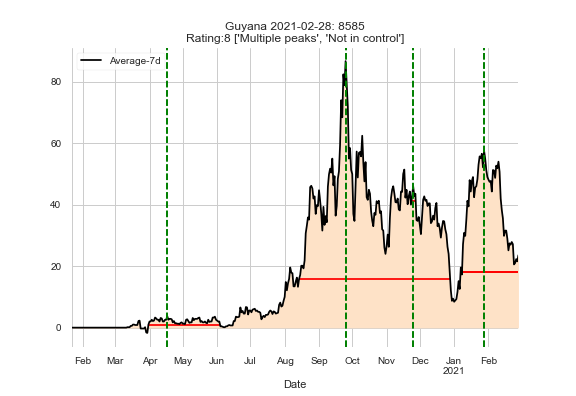 Guyana 2021-02-28: 8585
Rating:8 ['Multiple peaks', 'Not in control']
Average-7d
80
60
40
20
0
Feb Mar Apr May Jun Jul Aug Sep Oct Nov Dec Jan Feb
2021
Date